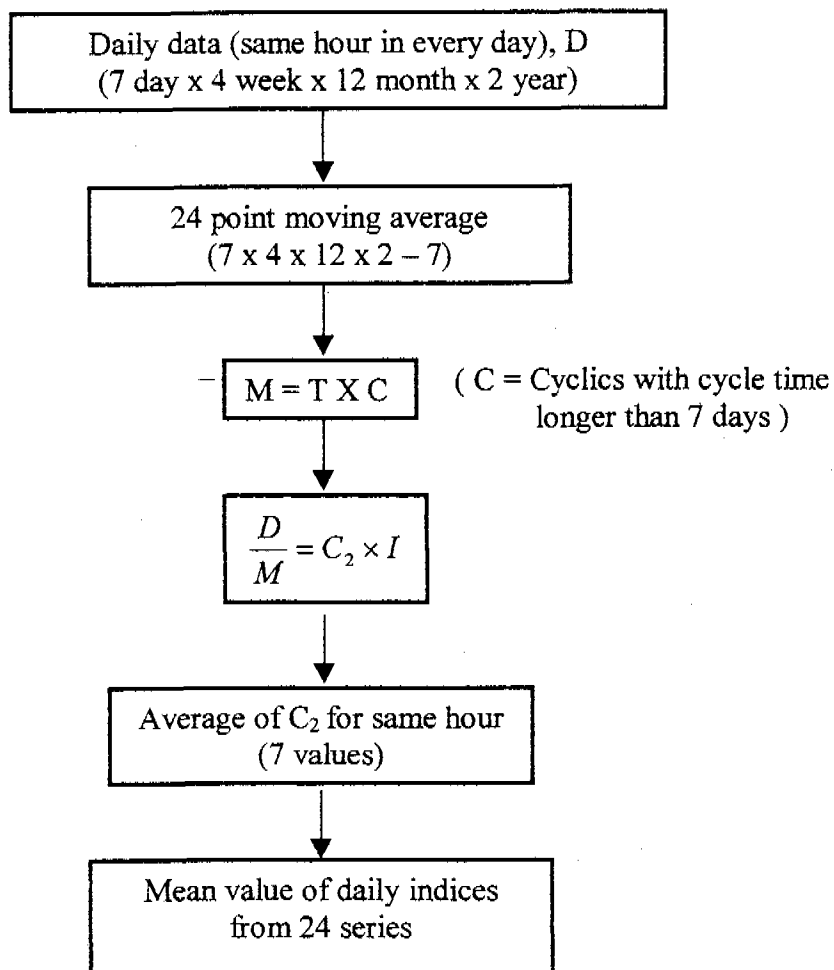 Daily data (same hour in every day), D
(7 day x 4 week x 12 month x 2 year)
24 point moving average
(7 x 4 x 12 x 2 – 7)
M = T X C
( C = Cyclics with cycle time
longer than 7 days )
D/M = C₂ × I
Average of C₂ for same hour
(7 values)
Mean value of daily indices
from 24 series